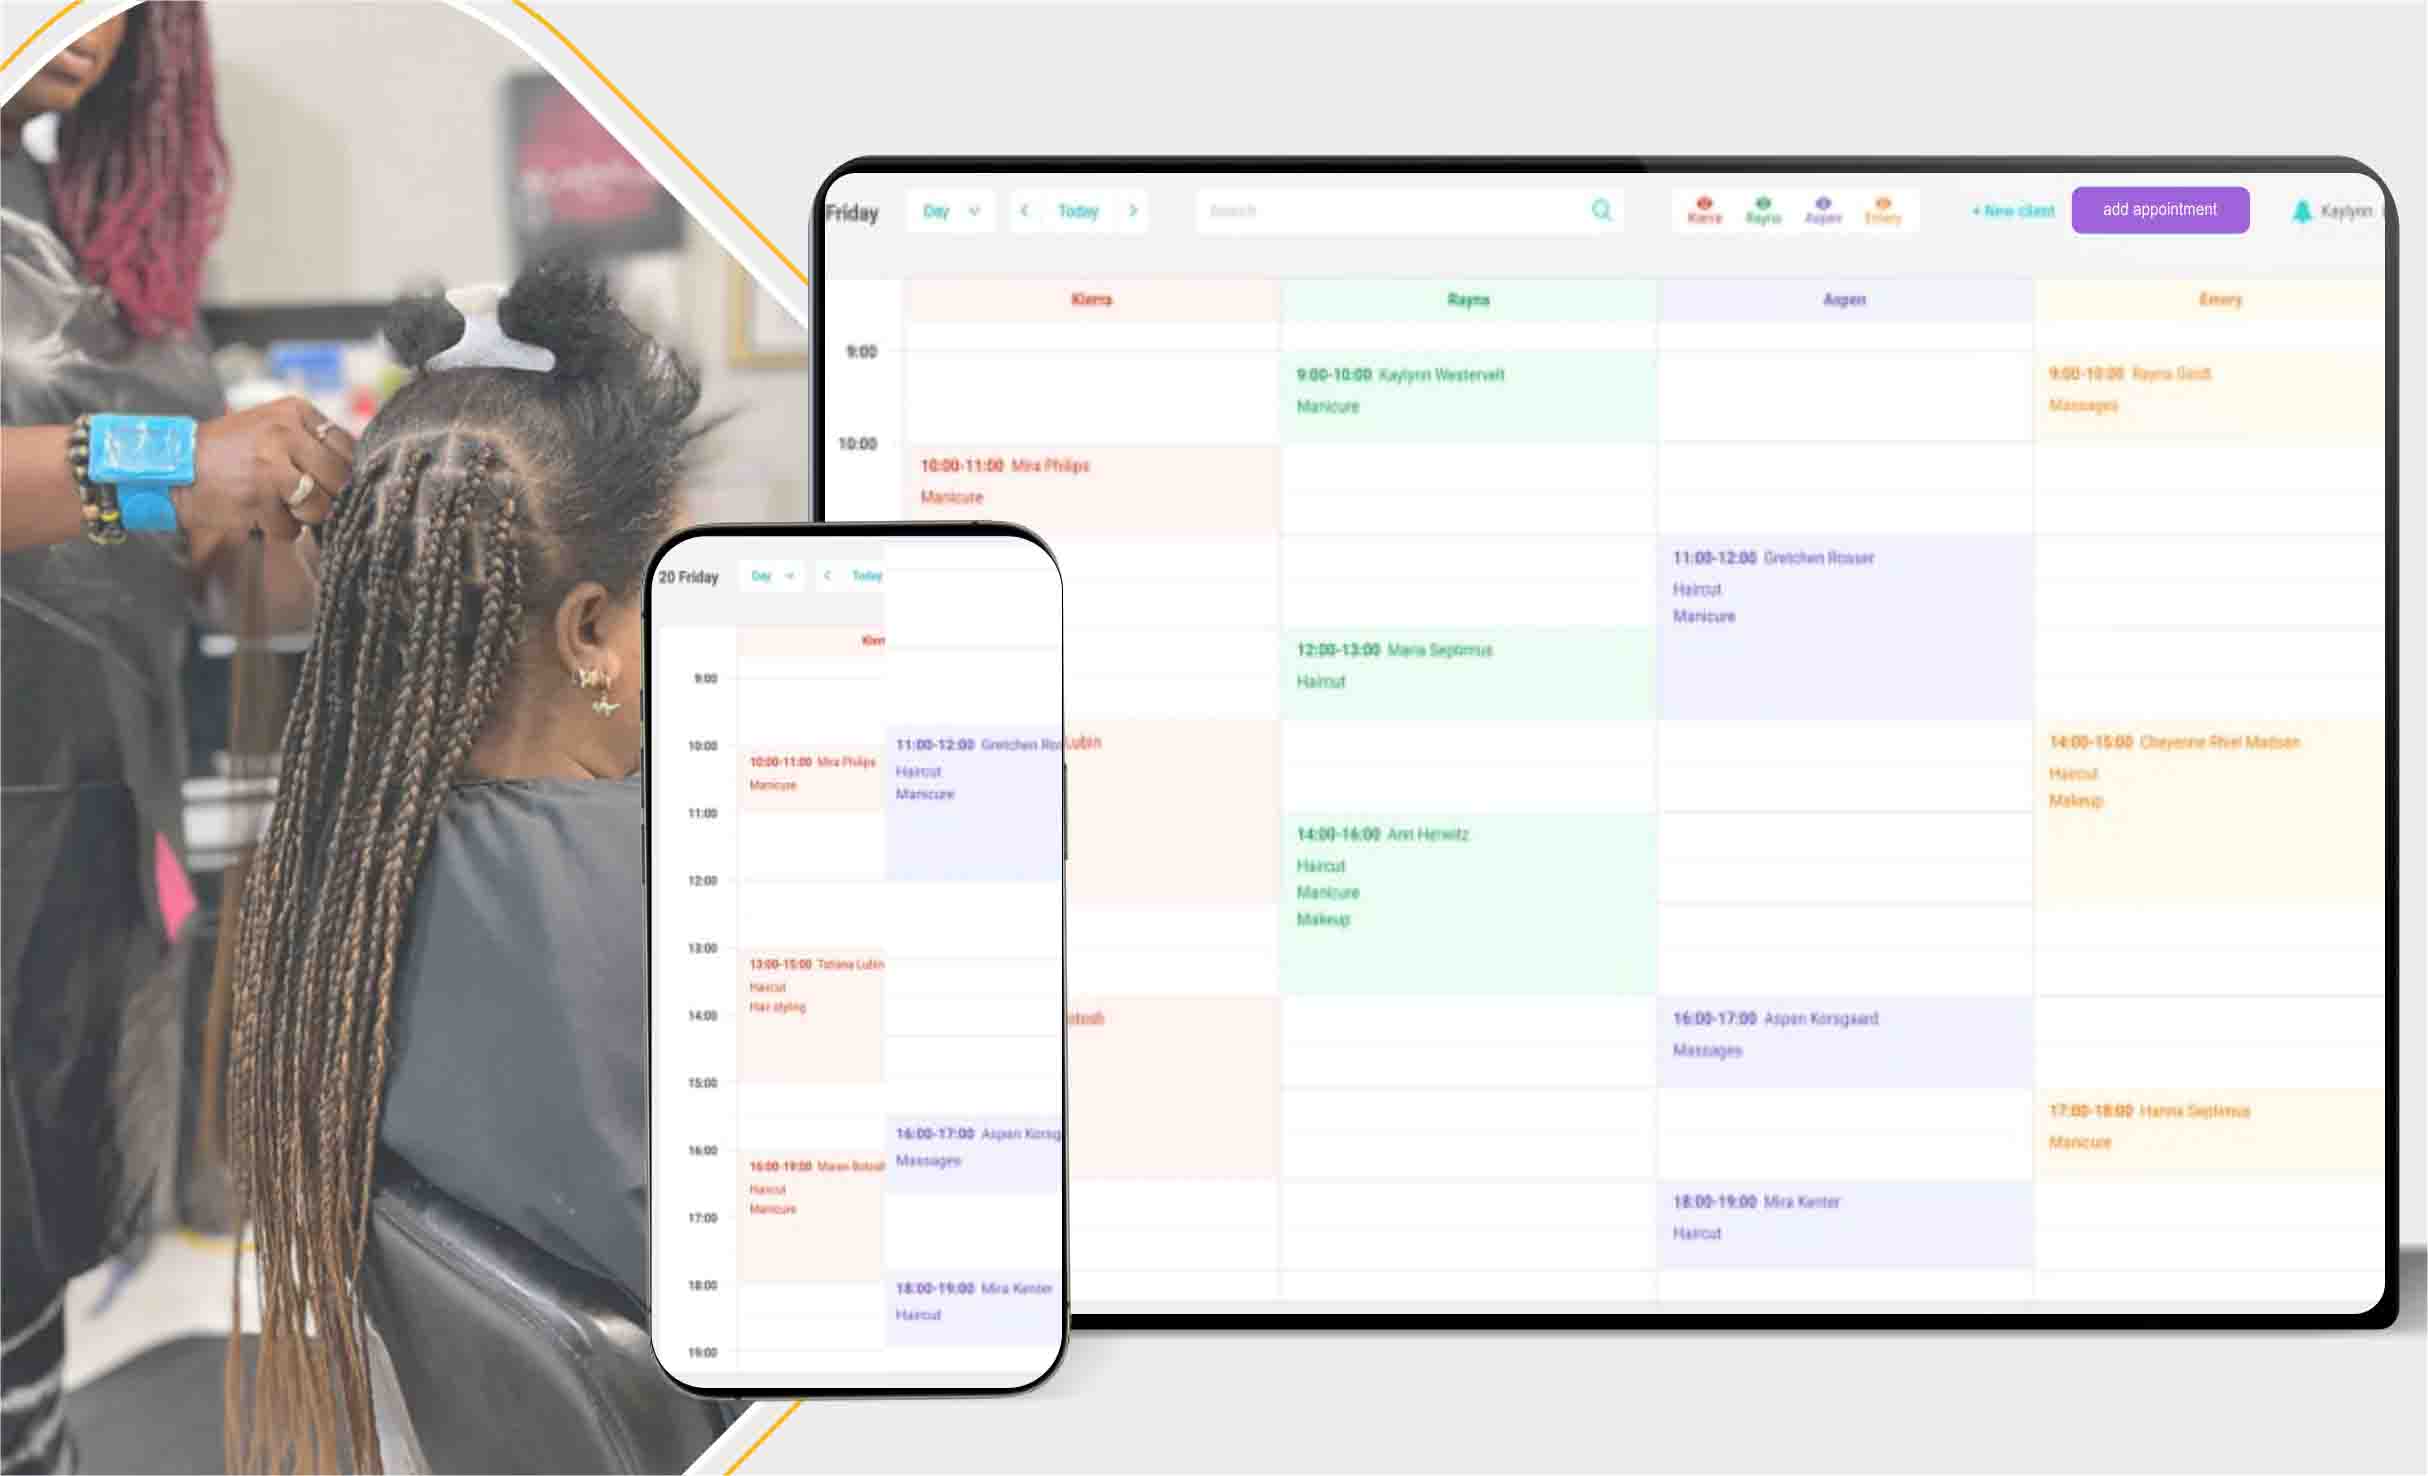 Friday
Day
Today
Search
Kierra
Rayna
Aspen
Emery
+ New client
add appointment
Kaylynn
Kierra
Rayna
Aspen
Emery
9:00
9:00-10:00 Kaylynn Westervelt
Manicure
9:00-10:00 Rayna
Massages
10:00
10:00-11:00 Mira Philips
Manicure
11:00-12:00 Gretchen Rosser
Haircut
Manicure
12:00-13:00 Maria Septimus
Haircut
Lubin
14:00-15:00 Cheyenne Rhiel Madsen
Haircut
Makeup
14:00-16:00 Ann Herwitz
Haircut
Manicure
Makeup
otosh
16:00-17:00 Aspen Korsgaard
Massages
17:00-18:00 Hanna Septimus
Manicure
18:00-19:00 Mira Kenter
Haircut
20 Friday
Day
Today
Kierr
9:00
10:00
10:00-11:00 Mira Philips
Manicure
11:00-12:00 Gretchen Ros
Haircut
Manicure
11:00
12:00
13:00
13:00-15:00 Tatiana Lubin
Haircut
Hair styling
14:00
15:00
16:00-17:00 Aspen Korsg
Massages
16:00
16:00-19:00 Maren Botosh
Haircut
Manicure
17:00
18:00
18:00-19:00 Mira Kenter
Haircut
19:00